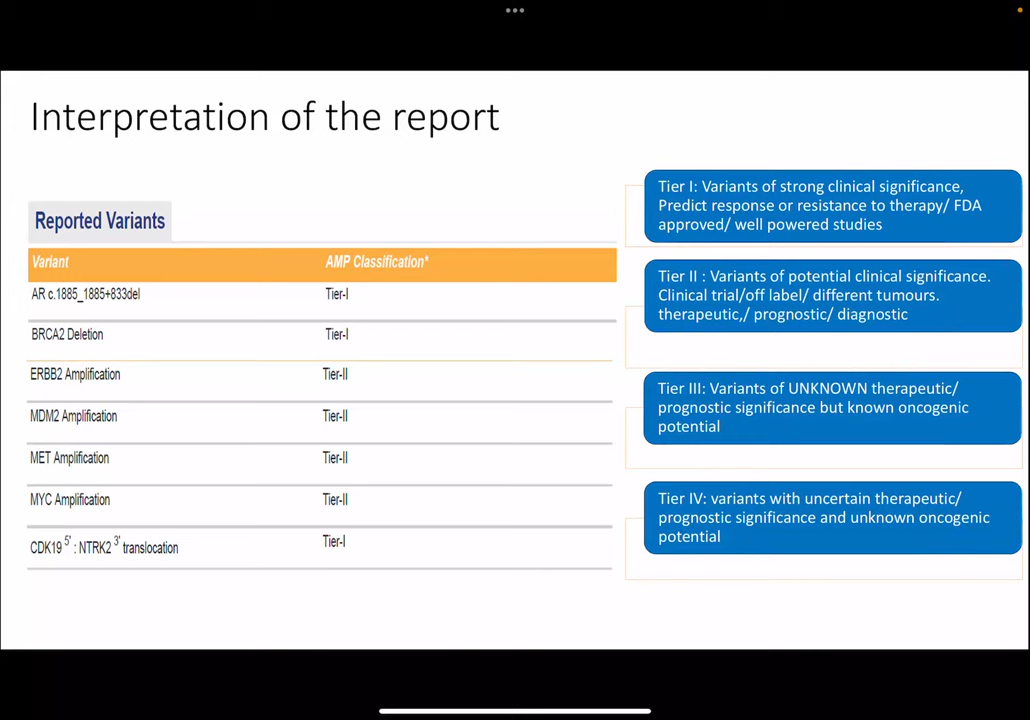 Interpretation of the report
Reported Variants
Variant AMP Classification*
AR c.1885_1885+833del Tier-I
BRCA2 Deletion Tier-I
ERBB2 Amplification Tier-II
MDM2 Amplification Tier-II
MET Amplification Tier-II
MYC Amplification Tier-II
CDK19 5' : NTRK2 3' translocation Tier-I
Tier I: Variants of strong clinical significance,
Predict response or resistance to therapy/ FDA
approved/ well powered studies
Tier II : Variants of potential clinical significance.
Clinical trial/off label/ different tumours.
therapeutic,/ prognostic/ diagnostic
Tier III: Variants of UNKNOWN therapeutic/
prognostic significance but known oncogenic
potential
Tier IV: variants with uncertain therapeutic/
prognostic significance and unknown oncogenic
potential